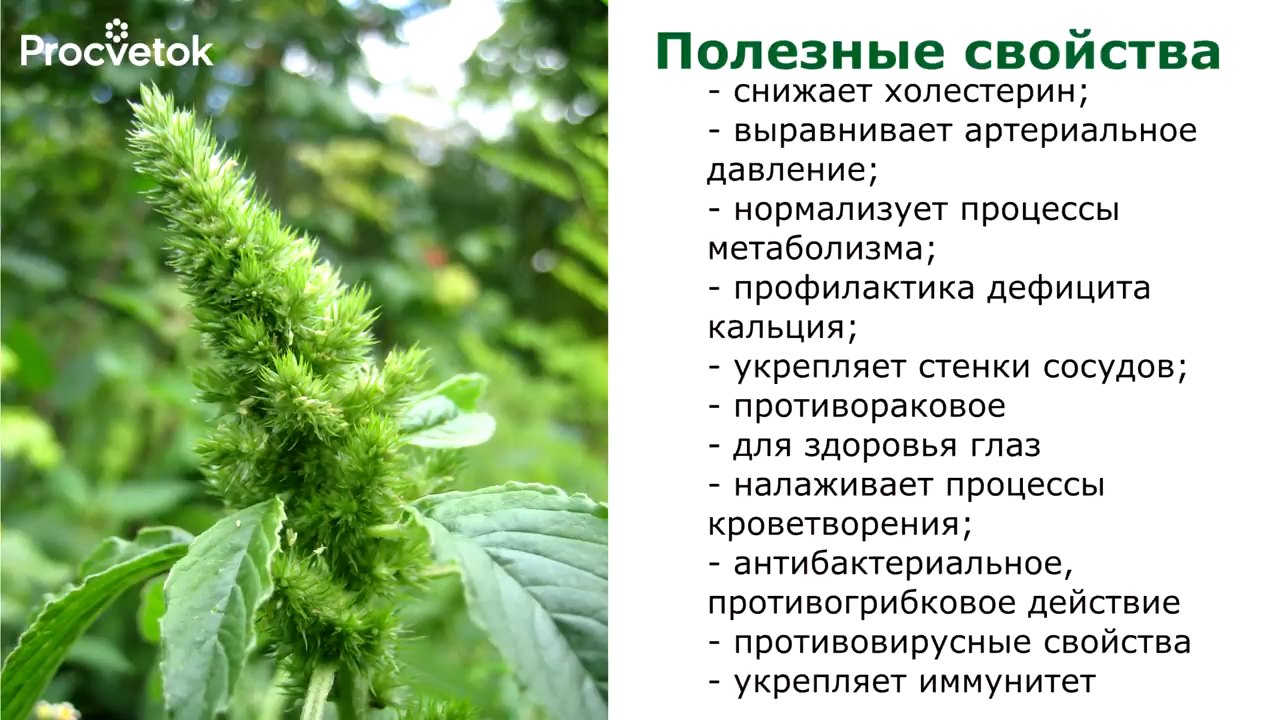 Procvetok
Полезные свойства
- снижает холестерин;
- выравнивает артериальное
давление;
- нормализует процессы
метаболизма;
- профилактика дефицита
кальция;
- укрепляет стенки сосудов;
- противораковое
- для здоровья глаз
- налаживает процессы
кроветворения;
- антибактериальное,
противогрибковое действие
- противовирусные свойства
- укрепляет иммунитет